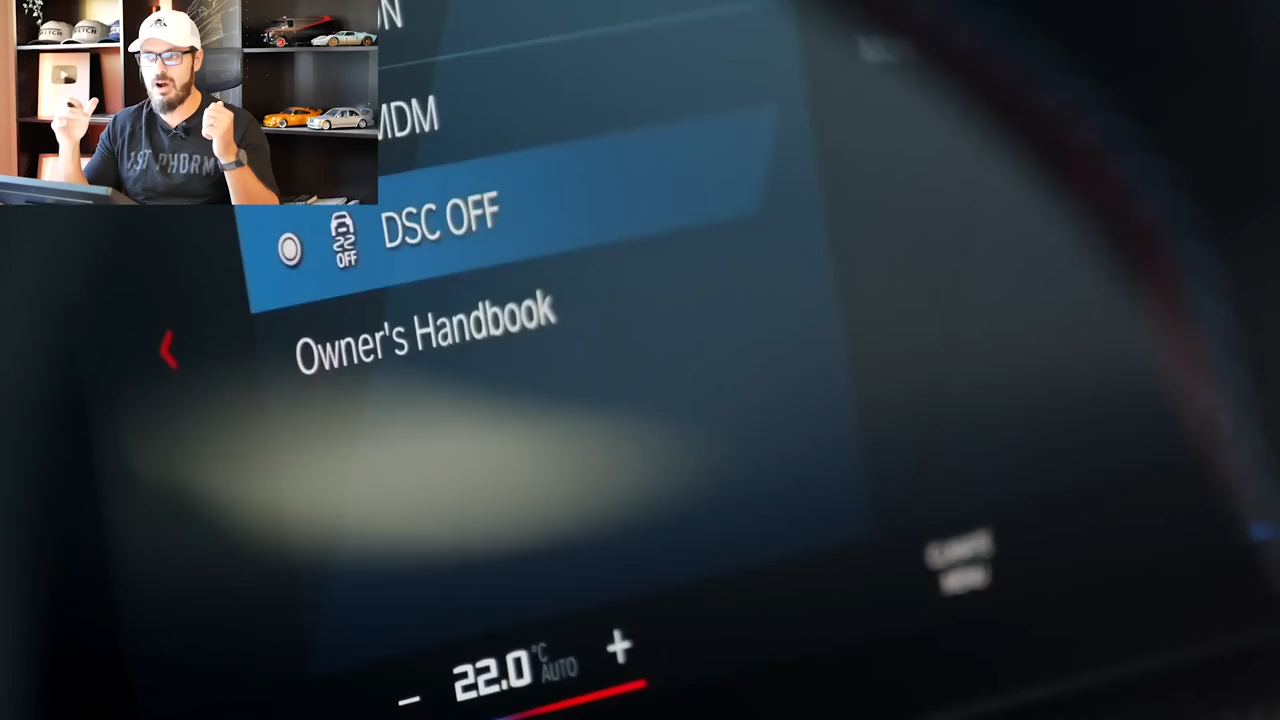 MDM
DSC OFF
OFF
Owner's Handbook
- 22.0 °C AUTO +